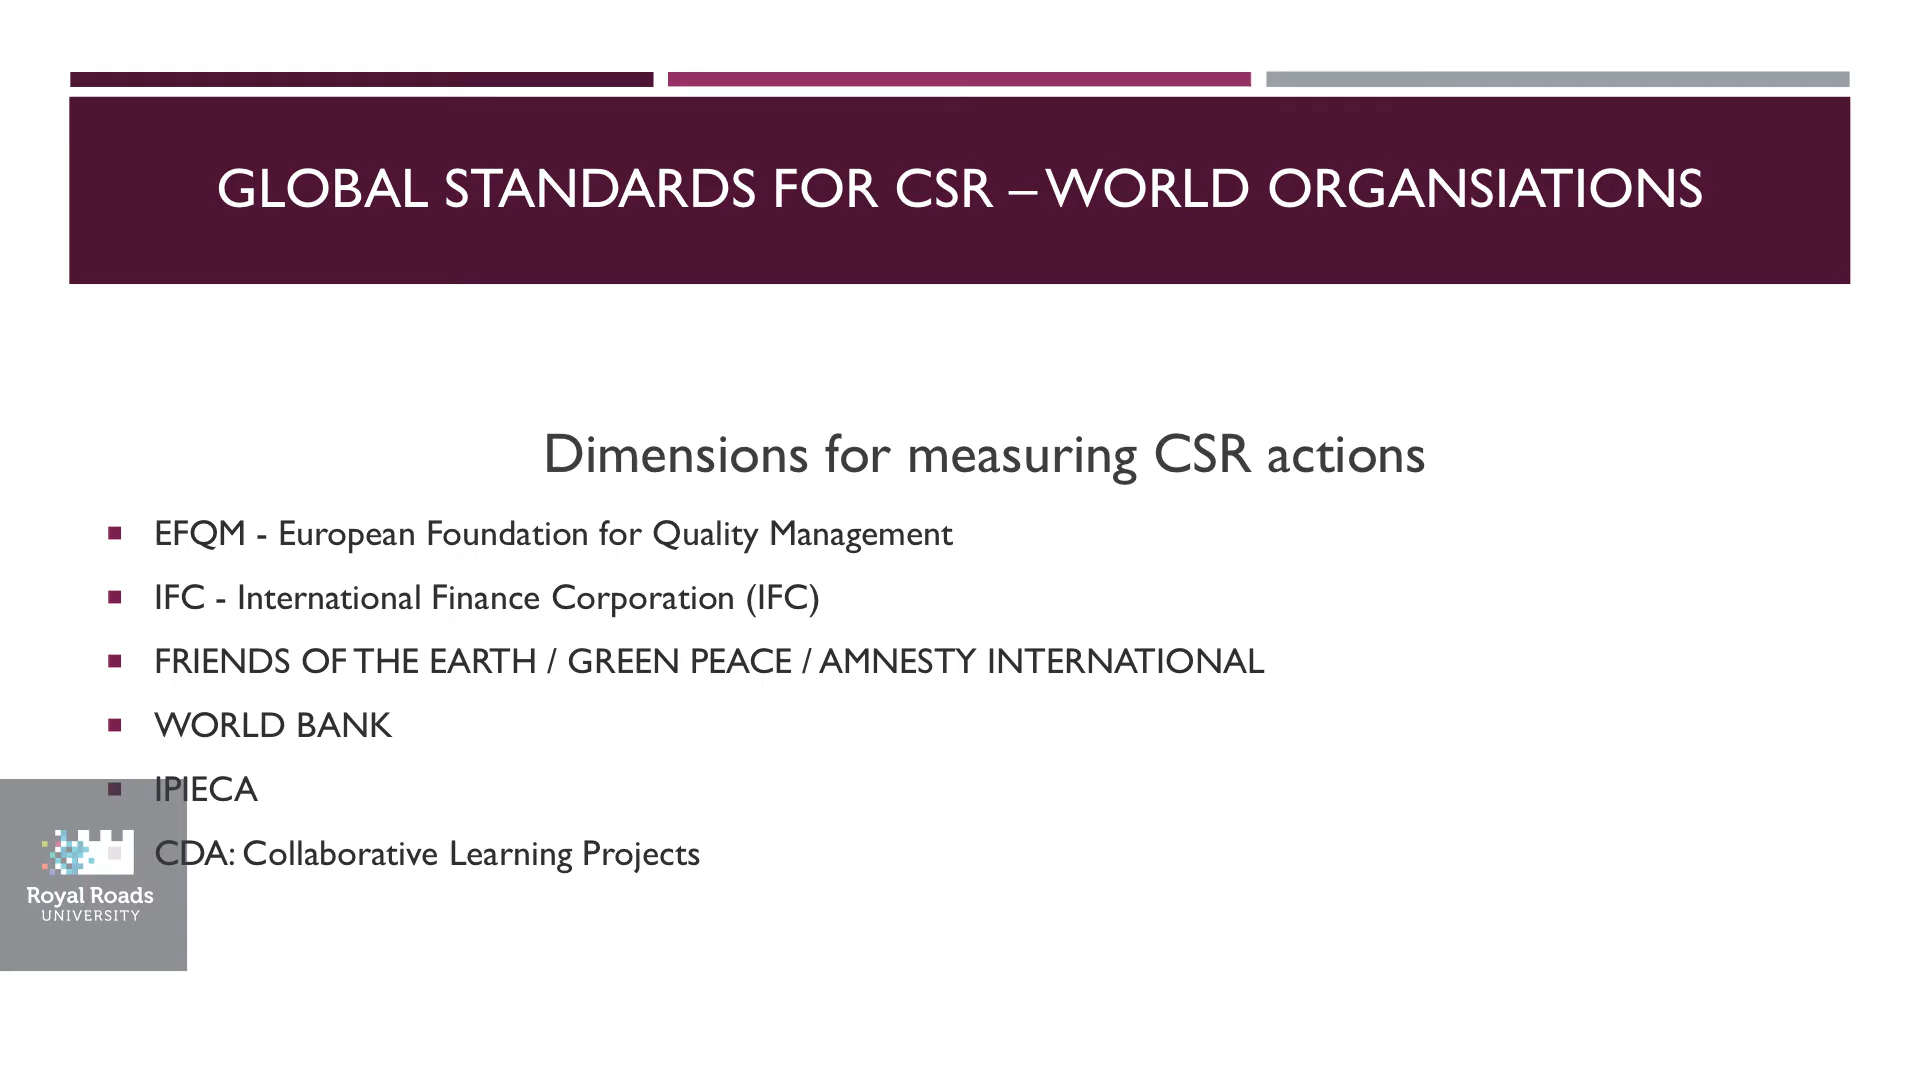 GLOBAL STANDARDS FOR CSR – WORLD ORGANSIATIONS
Dimensions for measuring CSR actions
EFQM - European Foundation for Quality Management
IFC - International Finance Corporation (IFC)
FRIENDS OF THE EARTH / GREEN PEACE / AMNESTY INTERNATIONAL
WORLD BANK
IPIECA
CDA: Collaborative Learning Projects
Royal Roads
UNIVERSITY